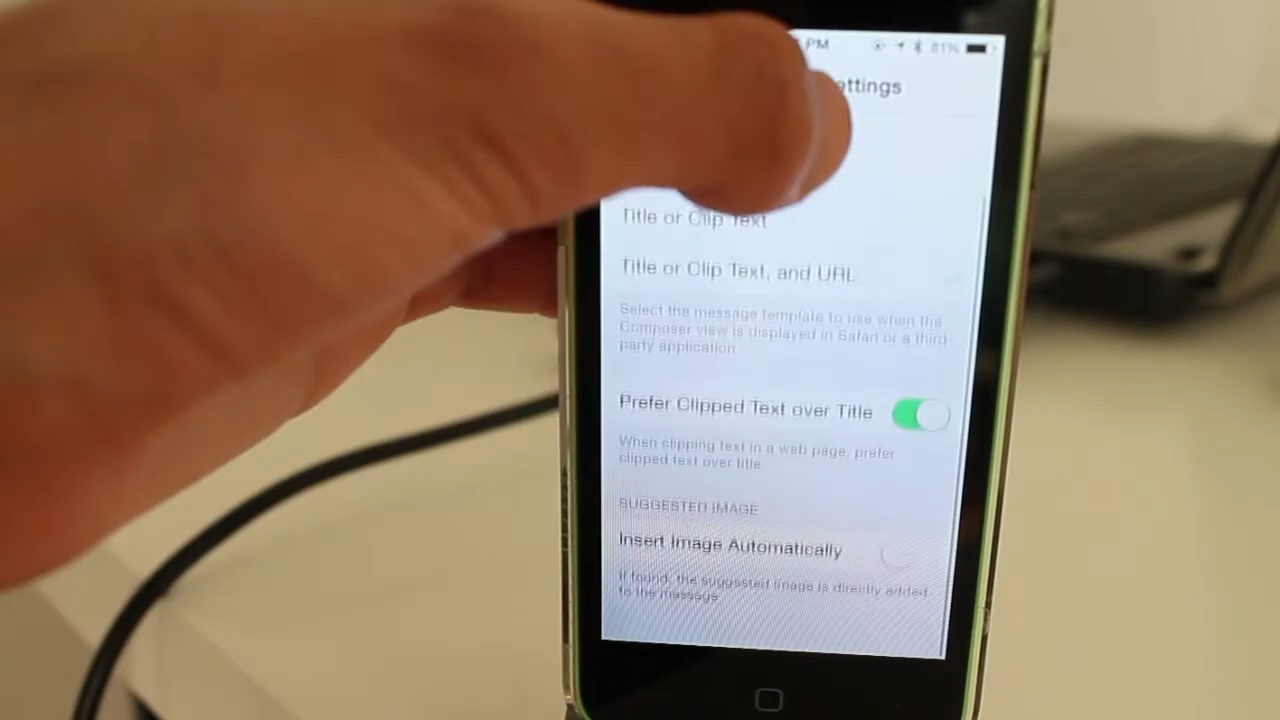 PM 81%
ettings
Title or Clip Text
Title or Clip Text, and URL
Select the message template to use when the
Composer view is displayed in Safari or a third-
party application.
Prefer Clipped Text over Title
When clipping text in a web page, prefer
clipped text over title.
SUGGESTED IMAGE
Insert Image Automatically
If found, the suggested image is directly added
to the message.